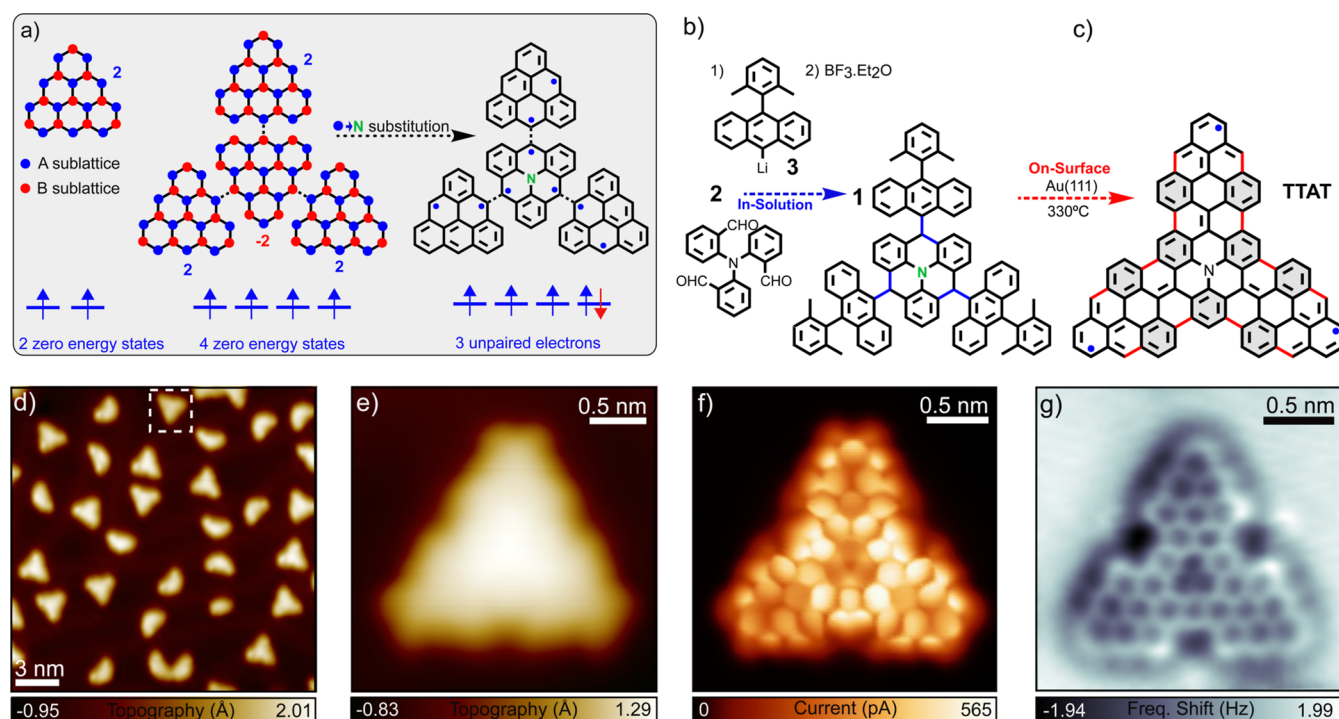 a)
2
2
A sublattice
B sublattice
-2
2
2
→N substitution
N
2 zero energy states
4 zero energy states
3 unpaired electrons
b)
1)
2) BF3.Et2O
Li
3
2
In-Solution
1
CHO
OHC
N
CHO
N
c)
On-Surface
Au(111)
330ºC
TTAT
N
d)
3 nm
-0.95 Topography (Å) 2.01
e)
0.5 nm
-0.83 Topography (Å) 1.29
f)
0.5 nm
0 Current (pA) 565
g)
0.5 nm
-1.94 Freq. Shift (Hz) 1.99